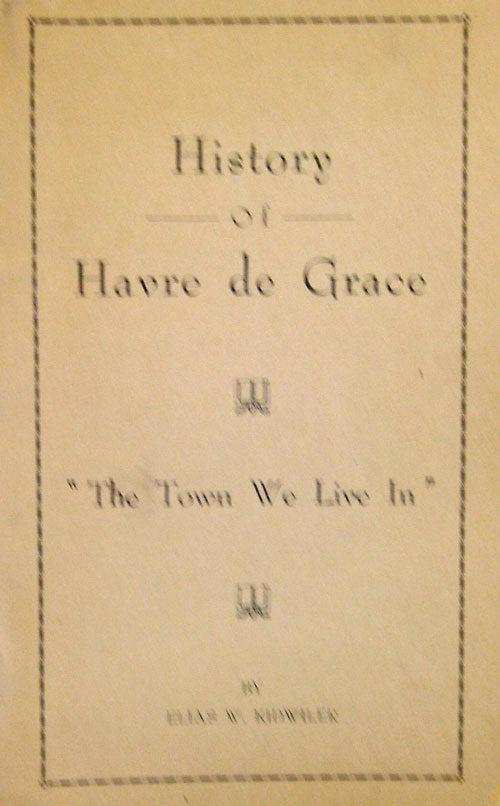 History
Of
Havre de Grace
"The Town We Live In"
BY
ELIAS W. KIDWILER